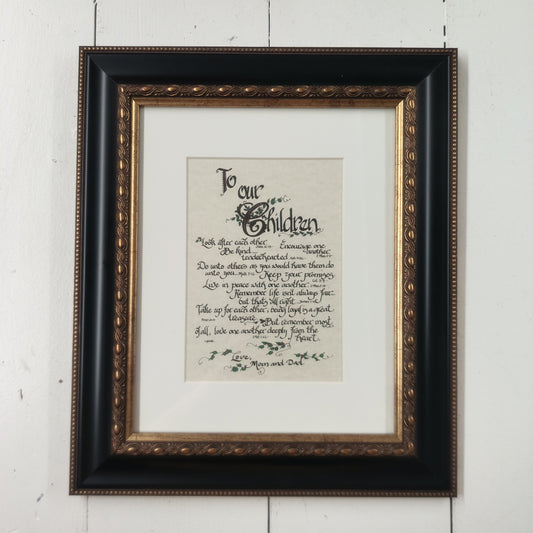 To
our
Children
Look after each other. Encourage one
Be kind another.
tenderhearted
Do unto others as you would have them do
unto you. Keep your promises.
Live in peace with one another.
Remember life isn't always fair
but that's all right
Take up for each other, being loyal is a great
treasure. But remember most
of all, love one another deeply from the
heart.
Love,
Mom and Dad